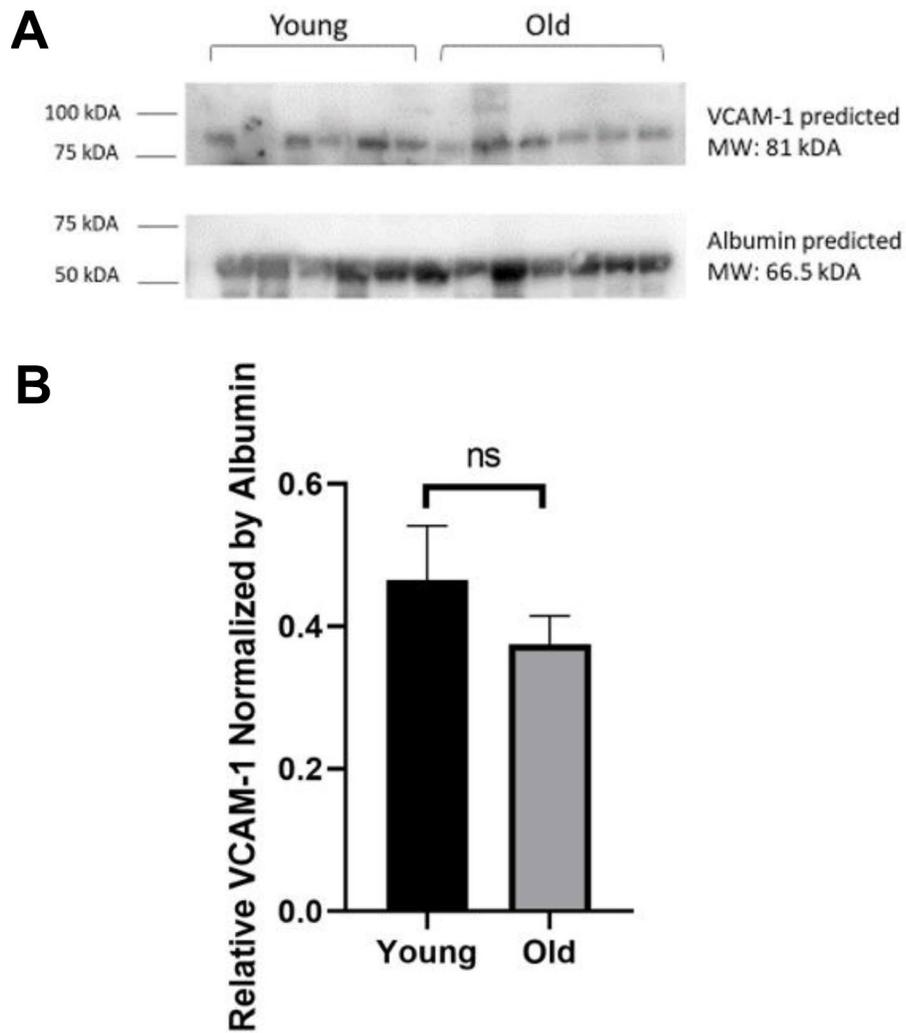 A
Young Old
100 kDA
75 kDA
VCAM-1 predicted
MW: 81 kDA
75 kDA
50 kDA
Albumin predicted
MW: 66.5 kDA
B
Relative VCAM-1 Normalized by Albumin
ns
0.6
0.4
0.2
0.0
Young Old